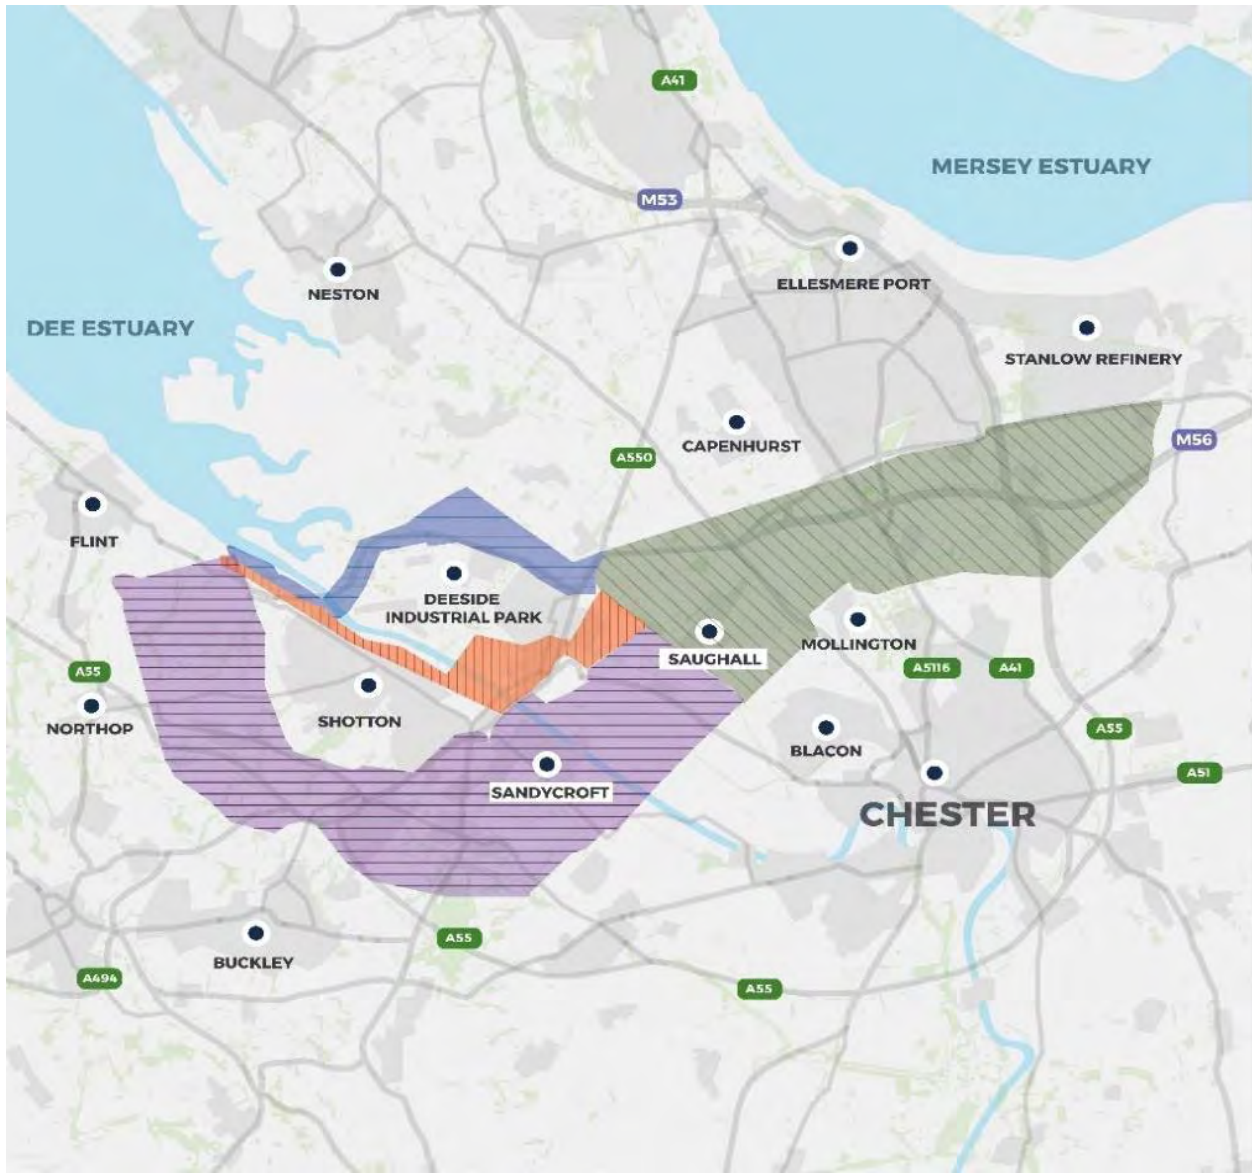 A41
MERSEY ESTUARY
M53
ELLESMERE PORT
NESTON
DEE ESTUARY
STANLOW REFINERY
CAPENHURST
M56
A550
FLINT
DEESIDE
INDUSTRIAL PARK
MOLLINGTON
SAUGHALL
A55
A5116
A41
NORTHOP
SHOTTON
BLACON
A55
A51
SANDYCROFT
CHESTER
BUCKLEY
A55
A494
A55